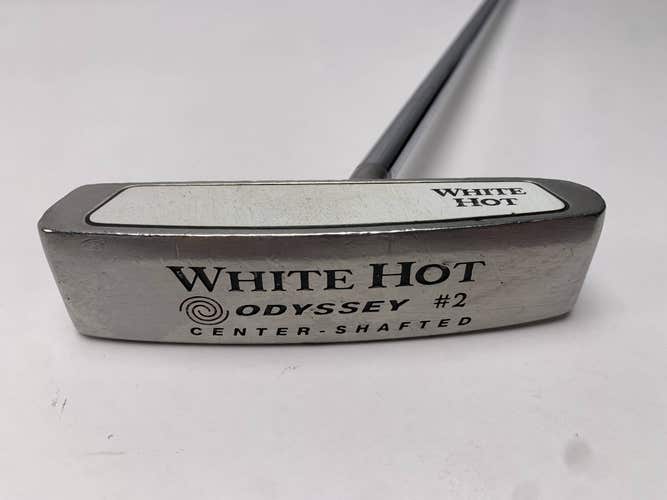 WHITE
HOT
WHITE HOT
ODYSSEY #2
CENTER-SHAFTED